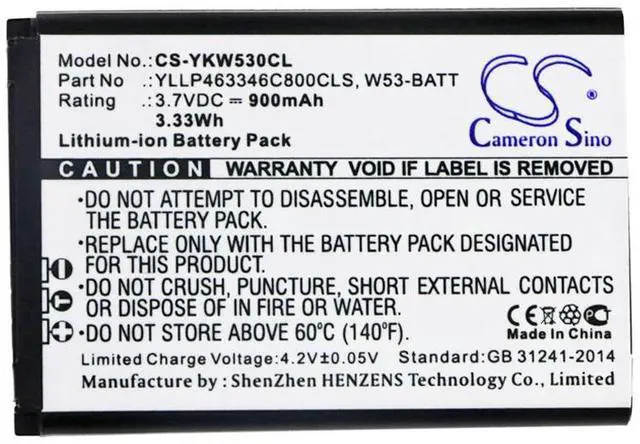 Model No.:CS-YKW530CL
Part No :YLLP463346C800CLS, W53-BATT
Rating :3.7VDC ⎓ 900mAh
3.33Wh
Lithium-ion Battery Pack
CS
Cameron Sino
CAUTION WARRANTY VOID IF LABEL IS REMOVED
·DO NOT ATTEMPT TO DISASSEMBLE, OPEN OR SERVICE
THE BATTERY PACK.
·REPLACE ONLY WITH THE BATTERY PACK DESIGNATED
FOR THIS EQUIPMENT.
·DO NOT CRUSH, PUNCTURE, SHORT EXTERNAL CONTACTS
OR DISPOSE OF IN FIRE OR WATER.
·DO NOT STORE ABOVE 60°C (140°F).
CE
Made in China
Limited Charge Voltage:4.2V±0.05V Standard:GB 31241-2014
Manufacturer : ShenZhen HENZENS Technology Co., Limited
- T +